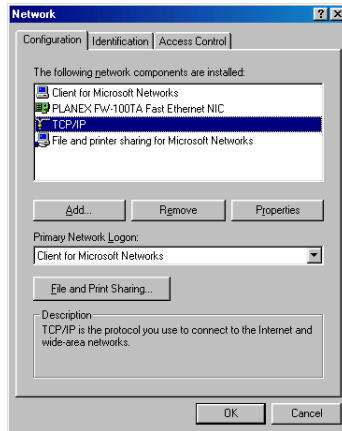 Network
Configuration Identification Access Control
The following network components are installed:
Client for Microsoft Networks
PLANEX FW-100TA Fast Ethernet NIC
TCP/IP
File and printer sharing for Microsoft Networks
Add... Remove Properties
Primary Network Logon:
Client for Microsoft Networks
File and Print Sharing...
Description
TCP/IP is the protocol you use to connect to the Internet and
wide-area networks.
OK Cancel